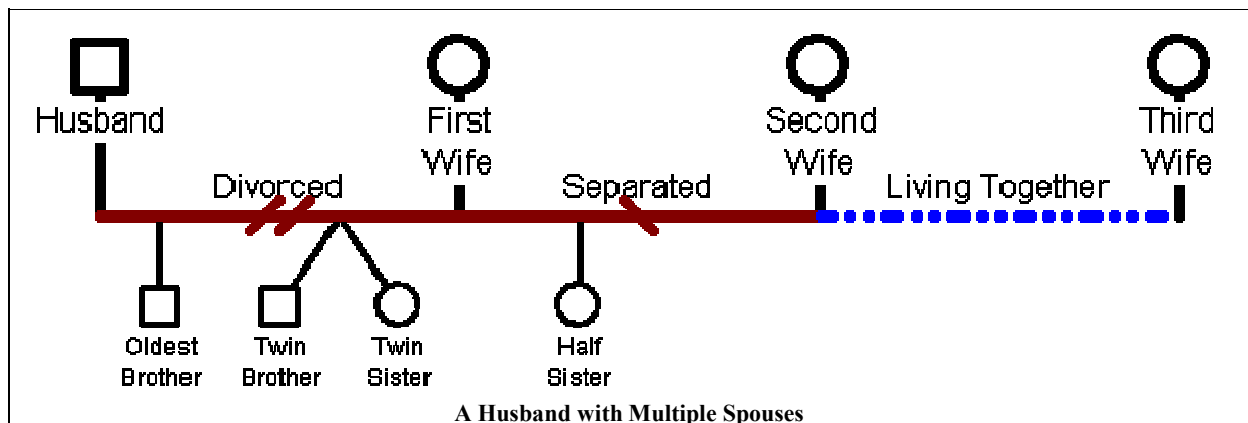 Husband
First
Wife
Second
Wife
Third
Wife
Divorced
Separated
Living Together
Oldest
Brother
Twin
Brother
Twin
Sister
Half
Sister
A Husband with Multiple Spouses